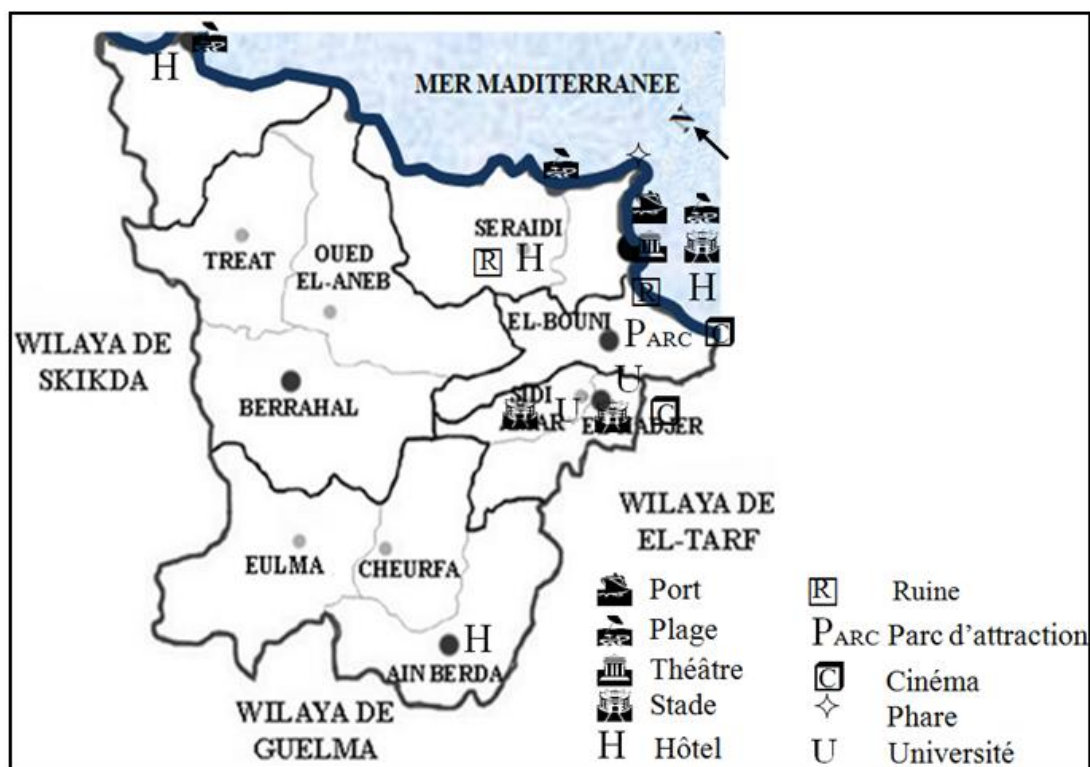 H
MER MADITERRANEE
SERAIDI
R H
TREAT
OUED
EL-ANEB
R H
EL-BOUNI
PARC C
WILAYA DE
SKIKDA
U
BERRAHAL
SIDI
U
C
WILAYA DE
EL-TARF
EULMA
CHEURFA
H
AIN BERDA
WILAYA DE
GUELMA
Port
Plage
Théâtre
Stade
H Hôtel
R Ruine
PARC Parc d'attraction
C Cinéma
Phare
U Université